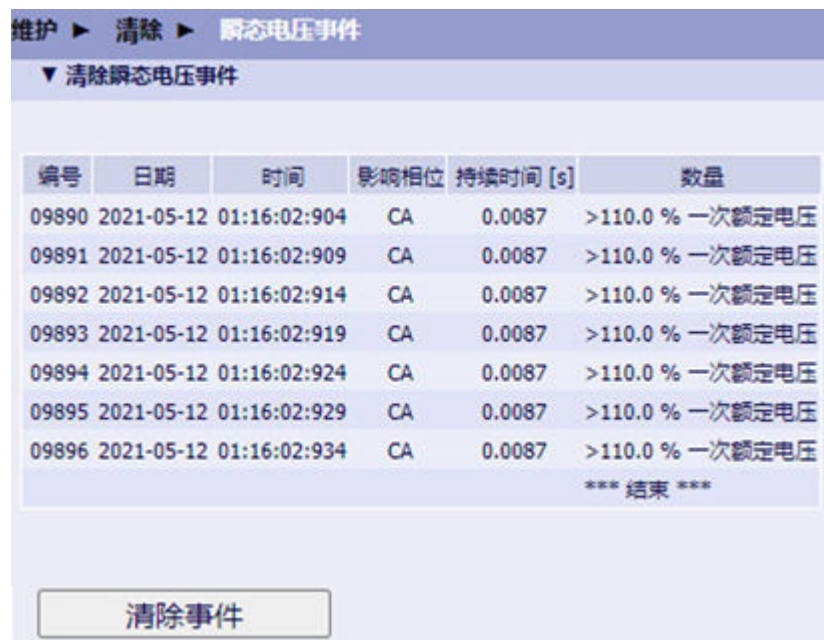 维护 ► 清除 ► 瞬态电压事件
▼ 清除瞬态电压事件
编号 日期 时间 影响相位 持续时间 [s] 数量
09890 2021-05-12 01:16:02:904 CA 0.0087 >110.0 % 一次额定电压
09891 2021-05-12 01:16:02:909 CA 0.0087 >110.0 % 一次额定电压
09892 2021-05-12 01:16:02:914 CA 0.0087 >110.0 % 一次额定电压
09893 2021-05-12 01:16:02:919 CA 0.0087 >110.0 % 一次额定电压
09894 2021-05-12 01:16:02:924 CA 0.0087 >110.0 % 一次额定电压
09895 2021-05-12 01:16:02:929 CA 0.0087 >110.0 % 一次额定电压
09896 2021-05-12 01:16:02:934 CA 0.0087 >110.0 % 一次额定电压
*** 结束 ***
清除事件